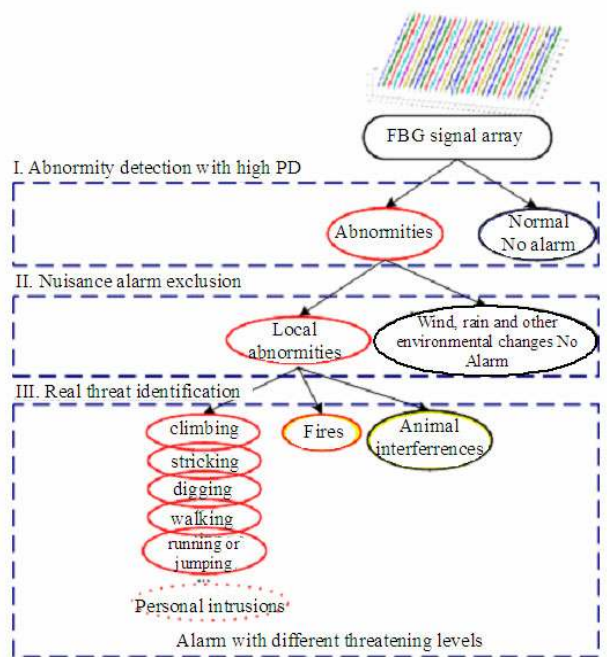 FBG signal array
I. Abnormity detection with high PD
Abnormities
Normal
No alarm
II. Nuisance alarm exclusion
Local
abnormities
Wind, rain and other
environmental changes No
Alarm
III. Real threat identification
climbing
stricking
digging
walking
running or
jumping
...
Fires
Animal
interferrences
Personal intrusions
Alarm with different threatening levels